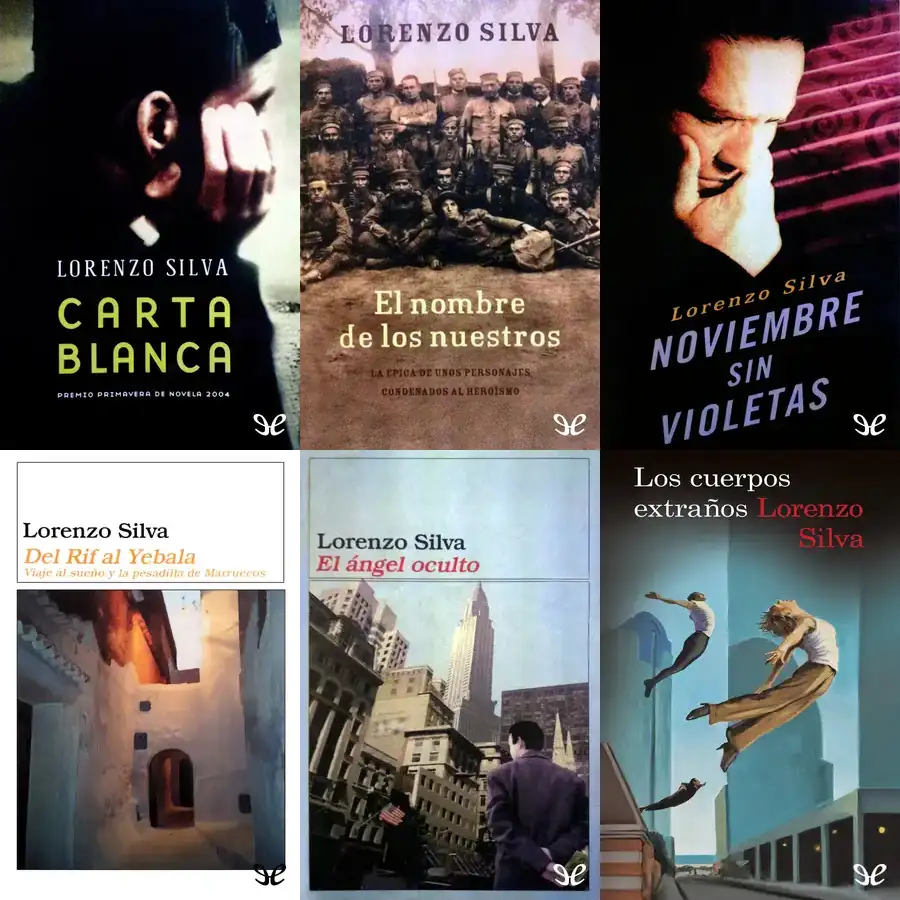 LORENZO SILVA
CARTA
BLANCA
PREMIO PRIMAVERA DE NOVELA 2004
LORENZO SILVA
El nombre
de los nuestros
LA ÉPICA DE UNOS PERSONAJES
CONDENADOS AL HEROÍSMO
Lorenzo Silva
NOVIEMBRE
SIN
VIOLETAS
Lorenzo Silva
Del Rif al Yebala
Viaje al sueño y la pesadilla de Marruecos
Lorenzo Silva
El ángel oculto
Los cuerpos
extraños Lorenzo
Silva